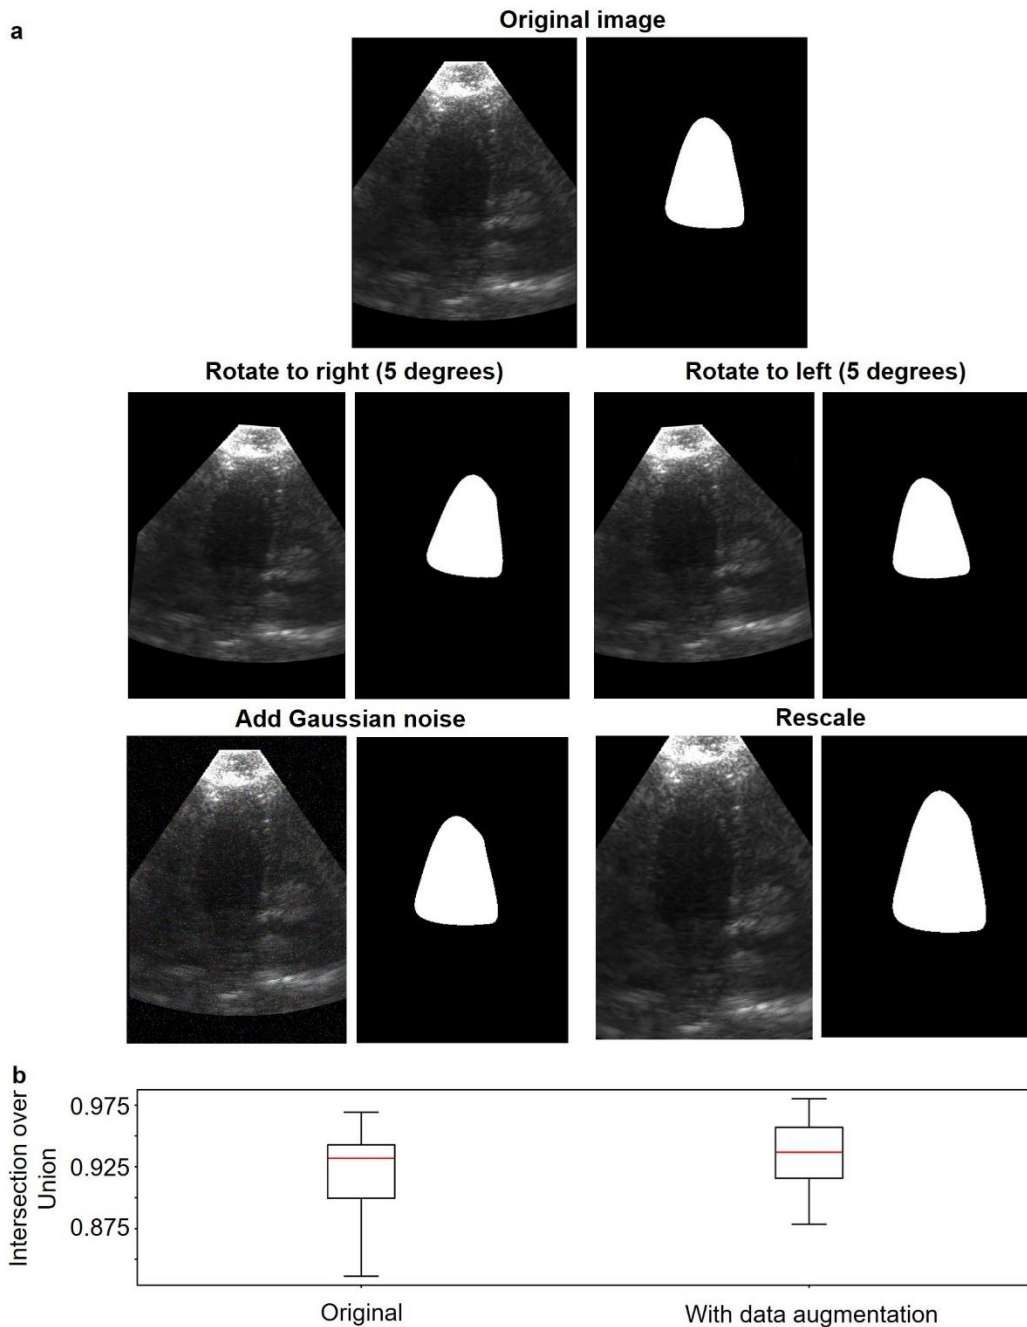 a
Original image
Rotate to right (5 degrees)
Rotate to left (5 degrees)
Add Gaussian noise
Rescale
b
Intersection over
Union
0.975
0.925
0.875
Original
With data augmentation